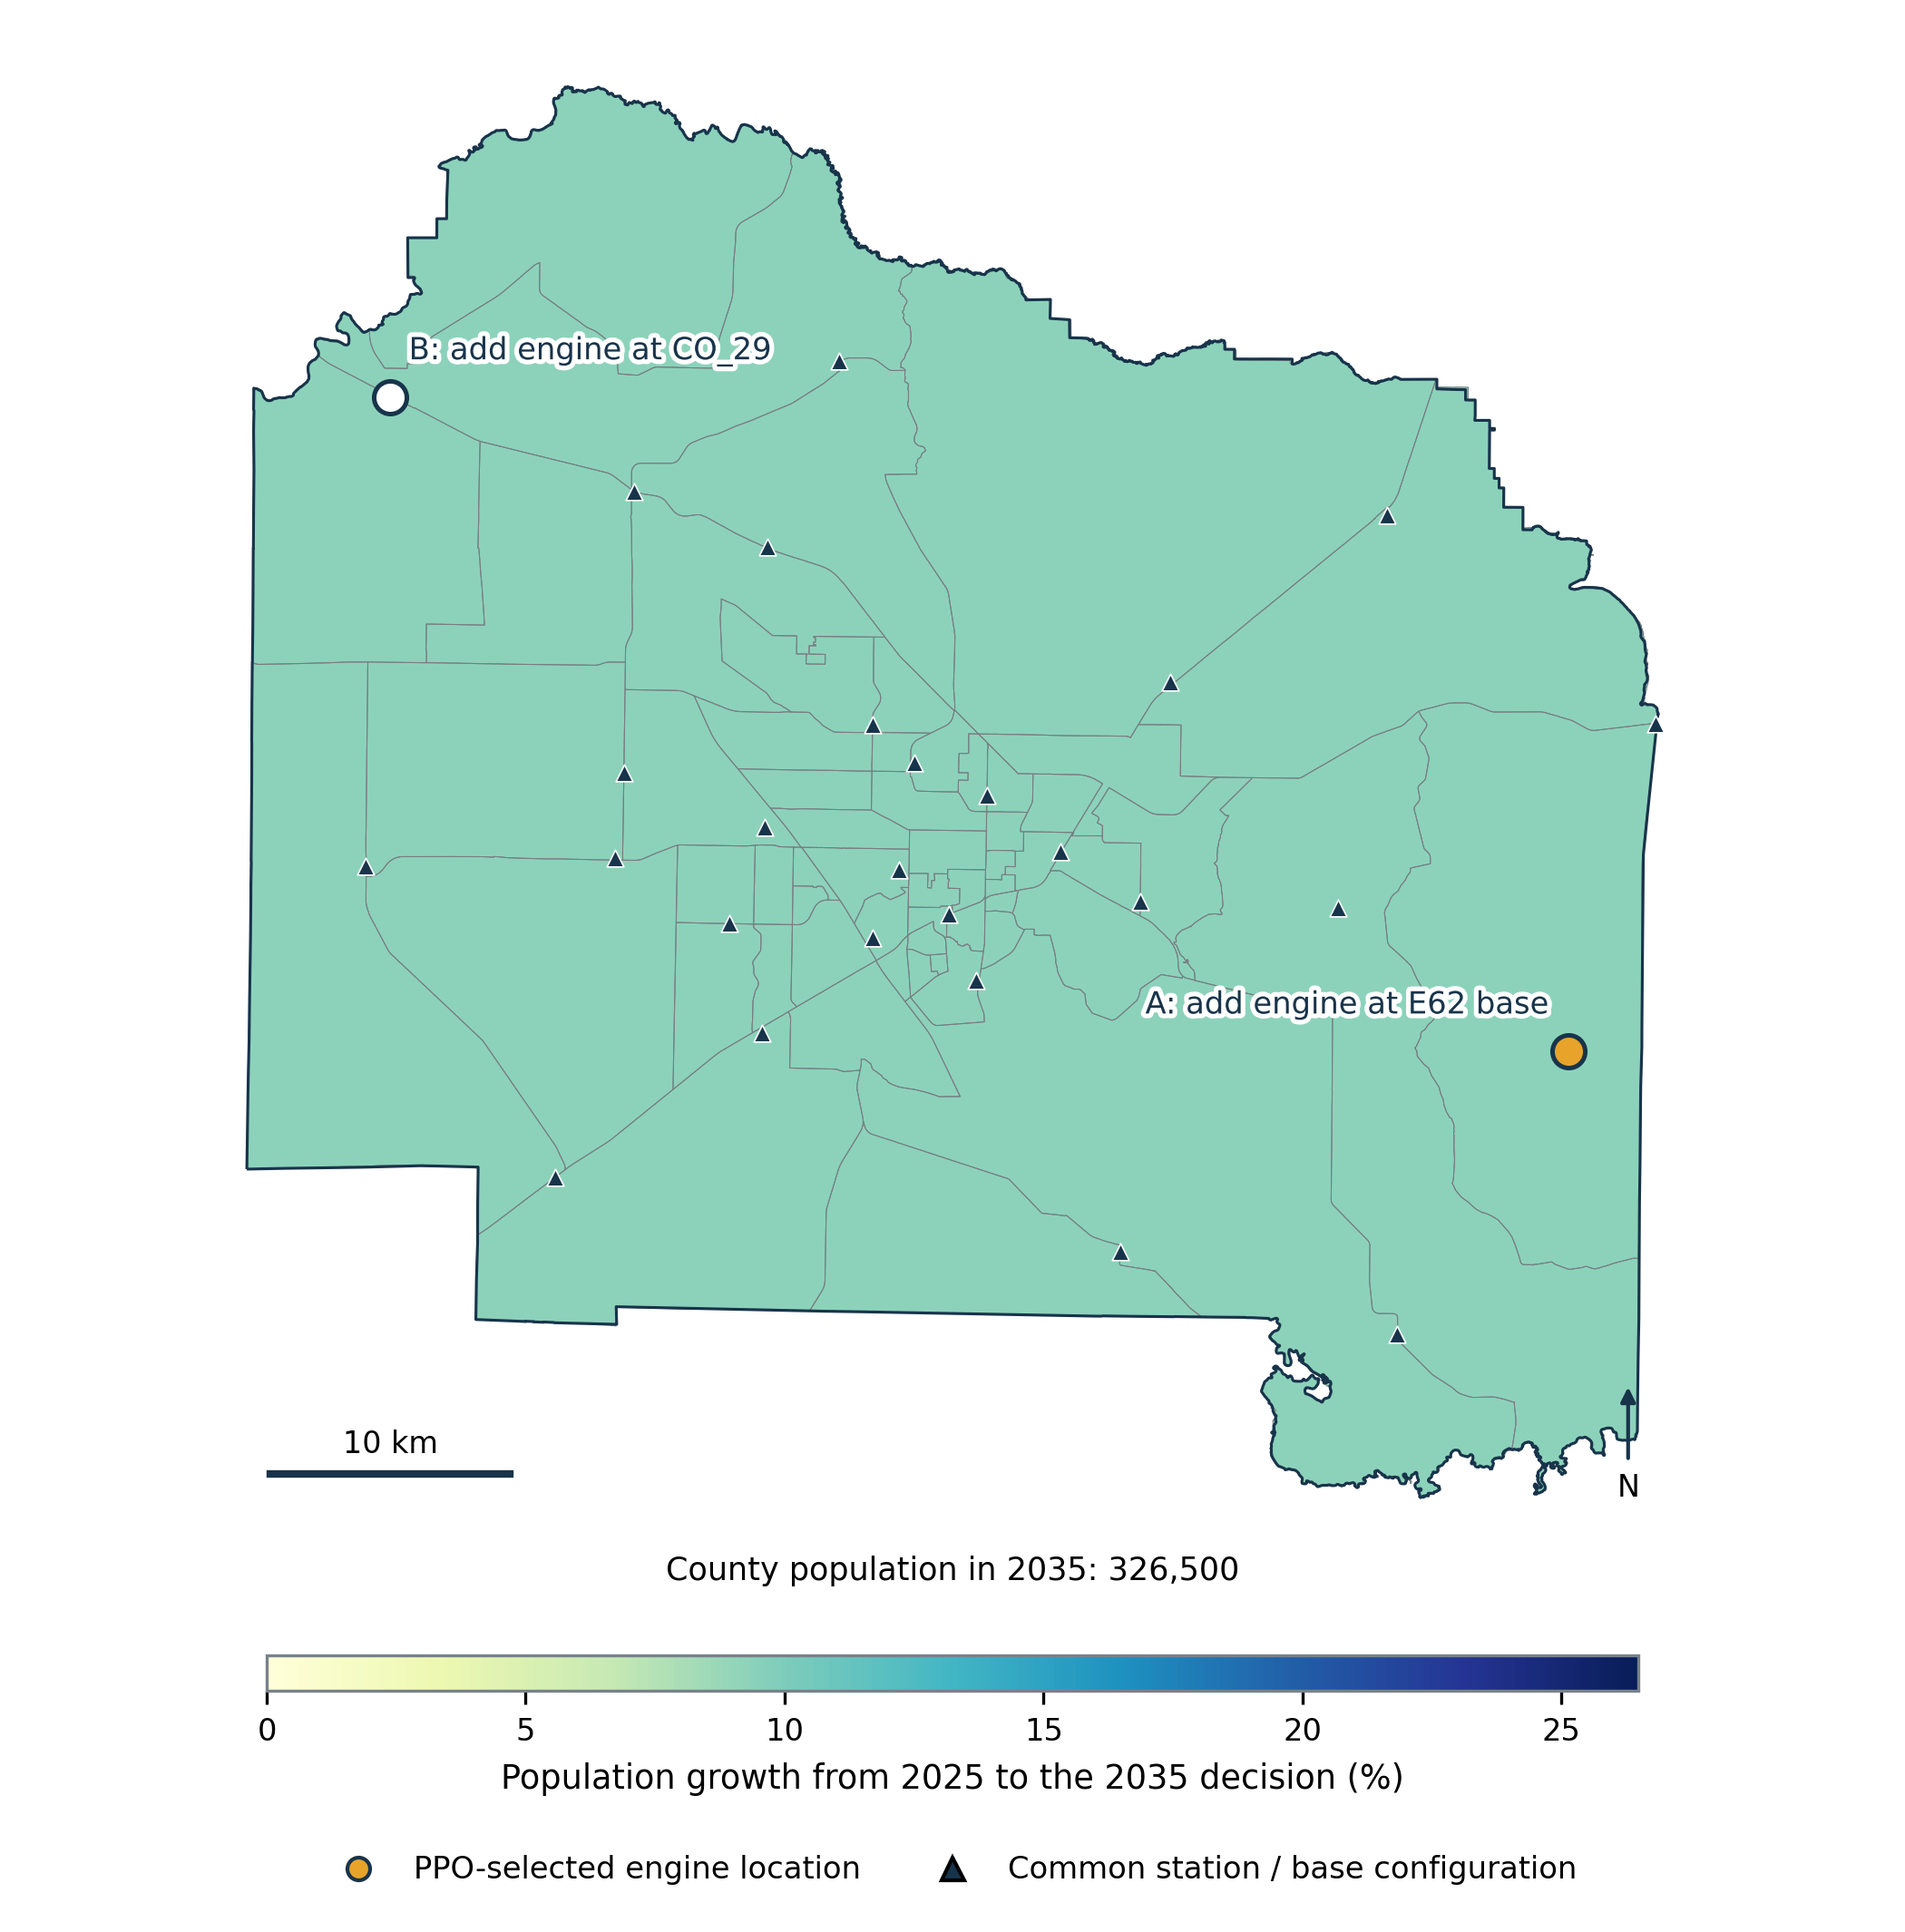 B: add engine at CO_29
A: add engine at E62 base
10 km
N
County population in 2035: 326,500
0 5 10 15 20 25
Population growth from 2025 to the 2035 decision (%)
PPO-selected engine location
Common station / base configuration